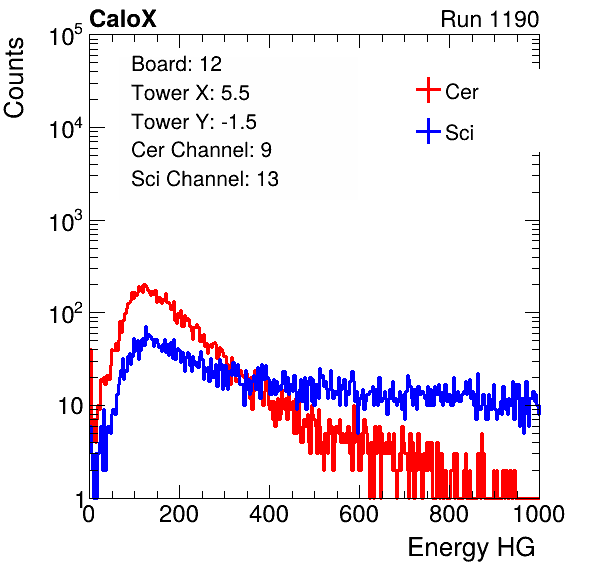 CaloX Run 1190
Counts
10^5
10^4
10^3
10^2
10
1
Board: 12
Tower X: 5.5
Tower Y: -1.5
Cer Channel: 9
Sci Channel: 13
Cer
Sci
0 200 400 600 800 1000
Energy HG